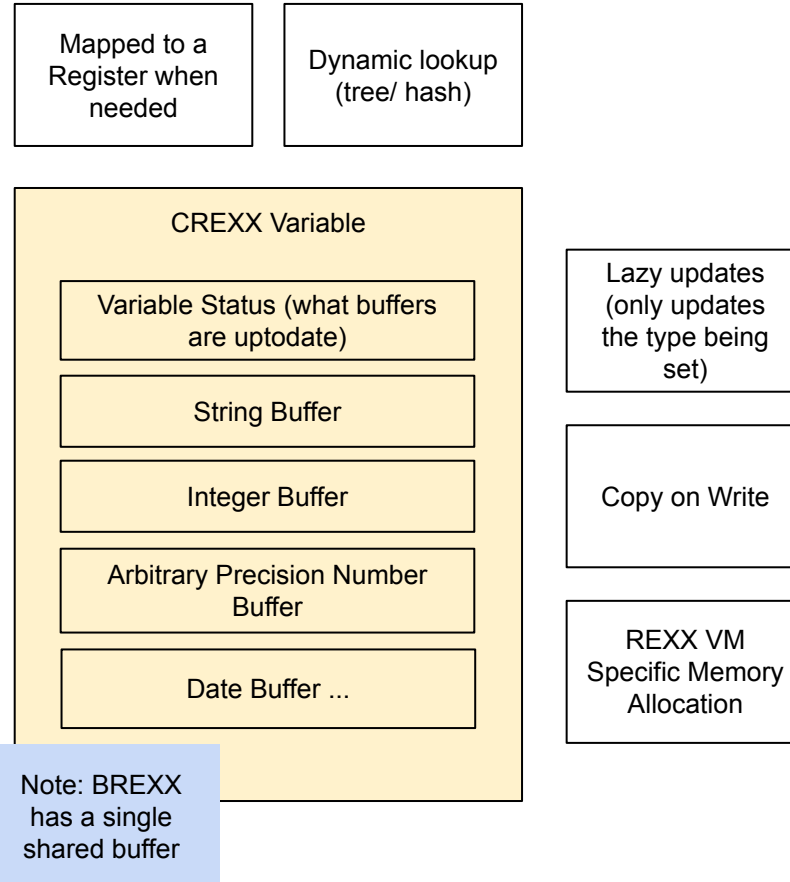 Mapped to a
Register when
needed
Dynamic lookup
(tree/ hash)
CREXX Variable
Variable Status (what buffers
are uptodate)
String Buffer
Integer Buffer
Arbitrary Precision Number
Buffer
Date Buffer ...
Note: BREXX
has a single
shared buffer
Lazy updates
(only updates
the type being
set)
Copy on Write
REXX VM
Specific Memory
Allocation